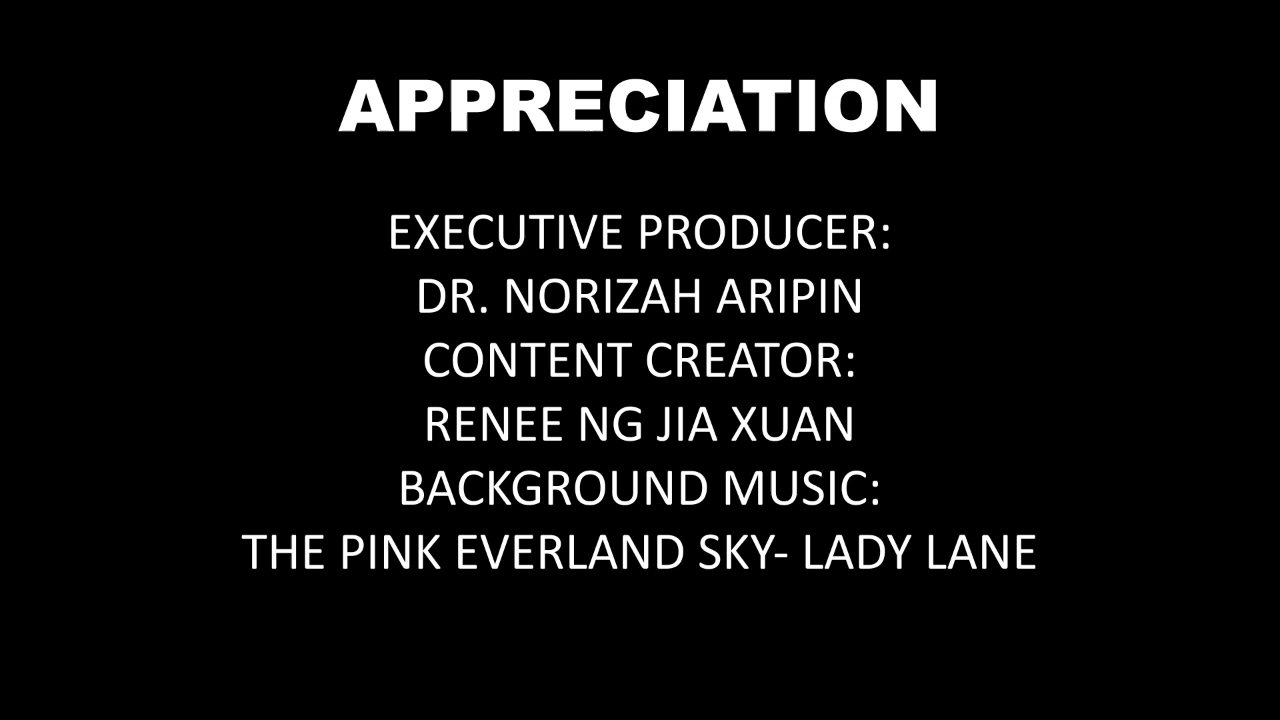 APPRECIATION
EXECUTIVE PRODUCER:
DR. NORIZAH ARIPIN
CONTENT CREATOR:
RENEE NG JIA XUAN
BACKGROUND MUSIC:
THE PINK EVERLAND SKY- LADY LANE